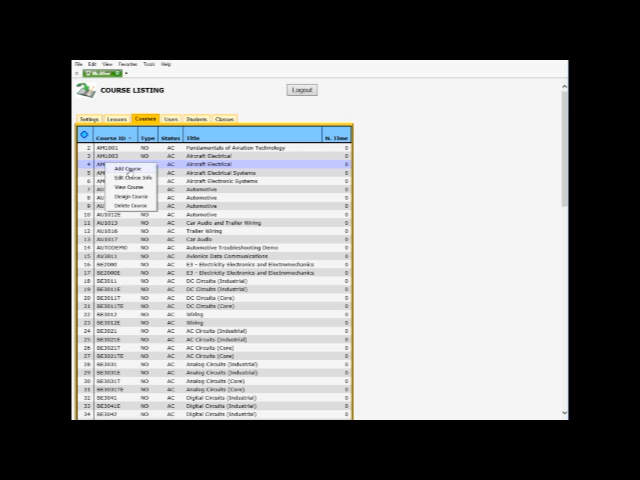 File Edit View Favorites Tools Help
McAfee
COURSE LISTING
Logout
Settings Lessons Courses Users Students Classes
Course ID Type Status Title N. Time
2 AM1001 NO AC Fundamentals of Aviation Technology 0
3 AM1003 NO AC Aircraft Electrical 0
4 AM AC Aircraft Electrical 0
5 AM AC Aircraft Electrical Systems 0
6 AM AC Aircraft Electronic Systems 0
7 AU AC Automotive 0
AU AC Automotive 0
AU AC Automotive 0
Add Course
Edit Course Info
View Course
Design Course
Delete Course
10 AU1012E NO AC Automotive 0
11 AU1013 NO AC Car Audio and Trailer Wiring 0
12 AU1016 NO AC Trailer Wiring 0
13 AU1017 NO AC Car Audio 0
14 AUTODEMO NO AC Automotive Troubleshooting Demo 0
15 AV3011 NO AC Avionics Data Communications 0
16 BE2000 NO AC E3 - Electricity Electronics and Electromechanics 0
17 BE2000E NO AC E3 - Electricity Electronics and Electromechanics 0
18 BE3011 NO AC DC Circuits (Industrial) 0
19 BE3011E NO AC DC Circuits (Industrial) 0
20 BE3011T NO AC DC Circuits (Core) 0
21 BE3011TE NO AC DC Circuits (Core) 0
22 BE3012 NO AC Wiring 0
23 BE3012E NO AC Wiring 0
24 BE3021 NO AC AC Circuits (Industrial) 0
25 BE3021E NO AC AC Circuits (Industrial) 0
26 BE3021T NO AC AC Circuits (Core) 0
27 BE3021TE NO AC AC Circuits (Core) 0
28 BE3031 NO AC Analog Circuits (Industrial) 0
29 BE3031E NO AC Analog Circuits (Industrial) 0
30 BE3031T NO AC Analog Circuits (Core) 0
31 BE3031TE NO AC Analog Circuits (Core) 0
32 BE3041 NO AC Digital Circuits (Industrial) 0
33 BE3041E NO AC Digital Circuits (Industrial) 0
34 BE3042 NO AC Digital Circuits (Industrial) 0